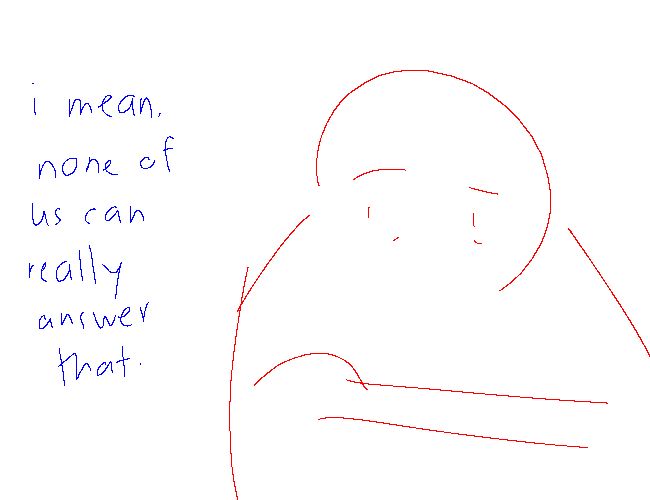 i mean,
none of
us can
really
answer
that.